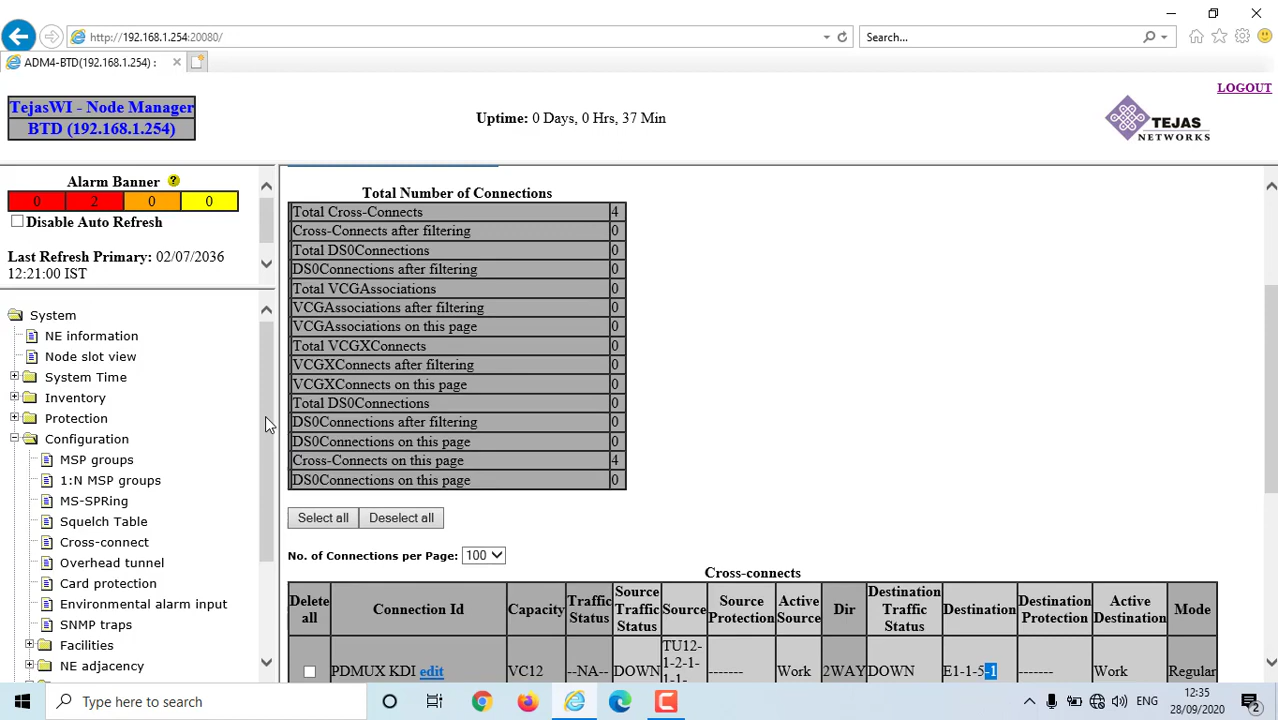 http://192.168.1.254:20080/
Search...
ADM4-BTD(192.168.1.254) :
LOGOUT
TejasWI - Node Manager
BTD (192.168.1.254)
Uptime: 0 Days, 0 Hrs, 37 Min
TEJAS
NETWORKS
Alarm Banner ?
0 2 0 0
Disable Auto Refresh
Last Refresh Primary: 02/07/2036
12:21:00 IST
System
NE information
Node slot view
System Time
Inventory
Protection
Configuration
MSP groups
1:N MSP groups
MS-SPRing
Squelch Table
Cross-connect
Overhead tunnel
Card protection
Environmental alarm input
SNMP traps
Facilities
NE adjacency
Total Number of Connections
Total Cross-Connects 4
Cross-Connects after filtering 0
Total DS0Connections 0
DS0Connections after filtering 0
Total VCGAssociations 0
VCGAssociations after filtering 0
VCGAssociations on this page 0
Total VCGXConnects 0
VCGXConnects after filtering 0
VCGXConnects on this page 0
Total DS0Connections 0
DS0Connections after filtering 0
DS0Connections on this page 0
Cross-Connects on this page 4
DS0Connections on this page 0
Select all Deselect all
No. of Connections per Page: 100
Cross-connects
Delete all Connection Id Capacity Traffic Status Source Traffic Status Source Source Protection Active Source Dir Destination Traffic Status Destination Destination Protection Active Destination Mode
PDMUX KDI edit VC12 --NA-- DOWN TU12-1-2-1-1-1- ------- Work 2WAY DOWN E1-1-5-1 ------- Work Regular
Type here to search
ENG
12:35
28/09/2020
2